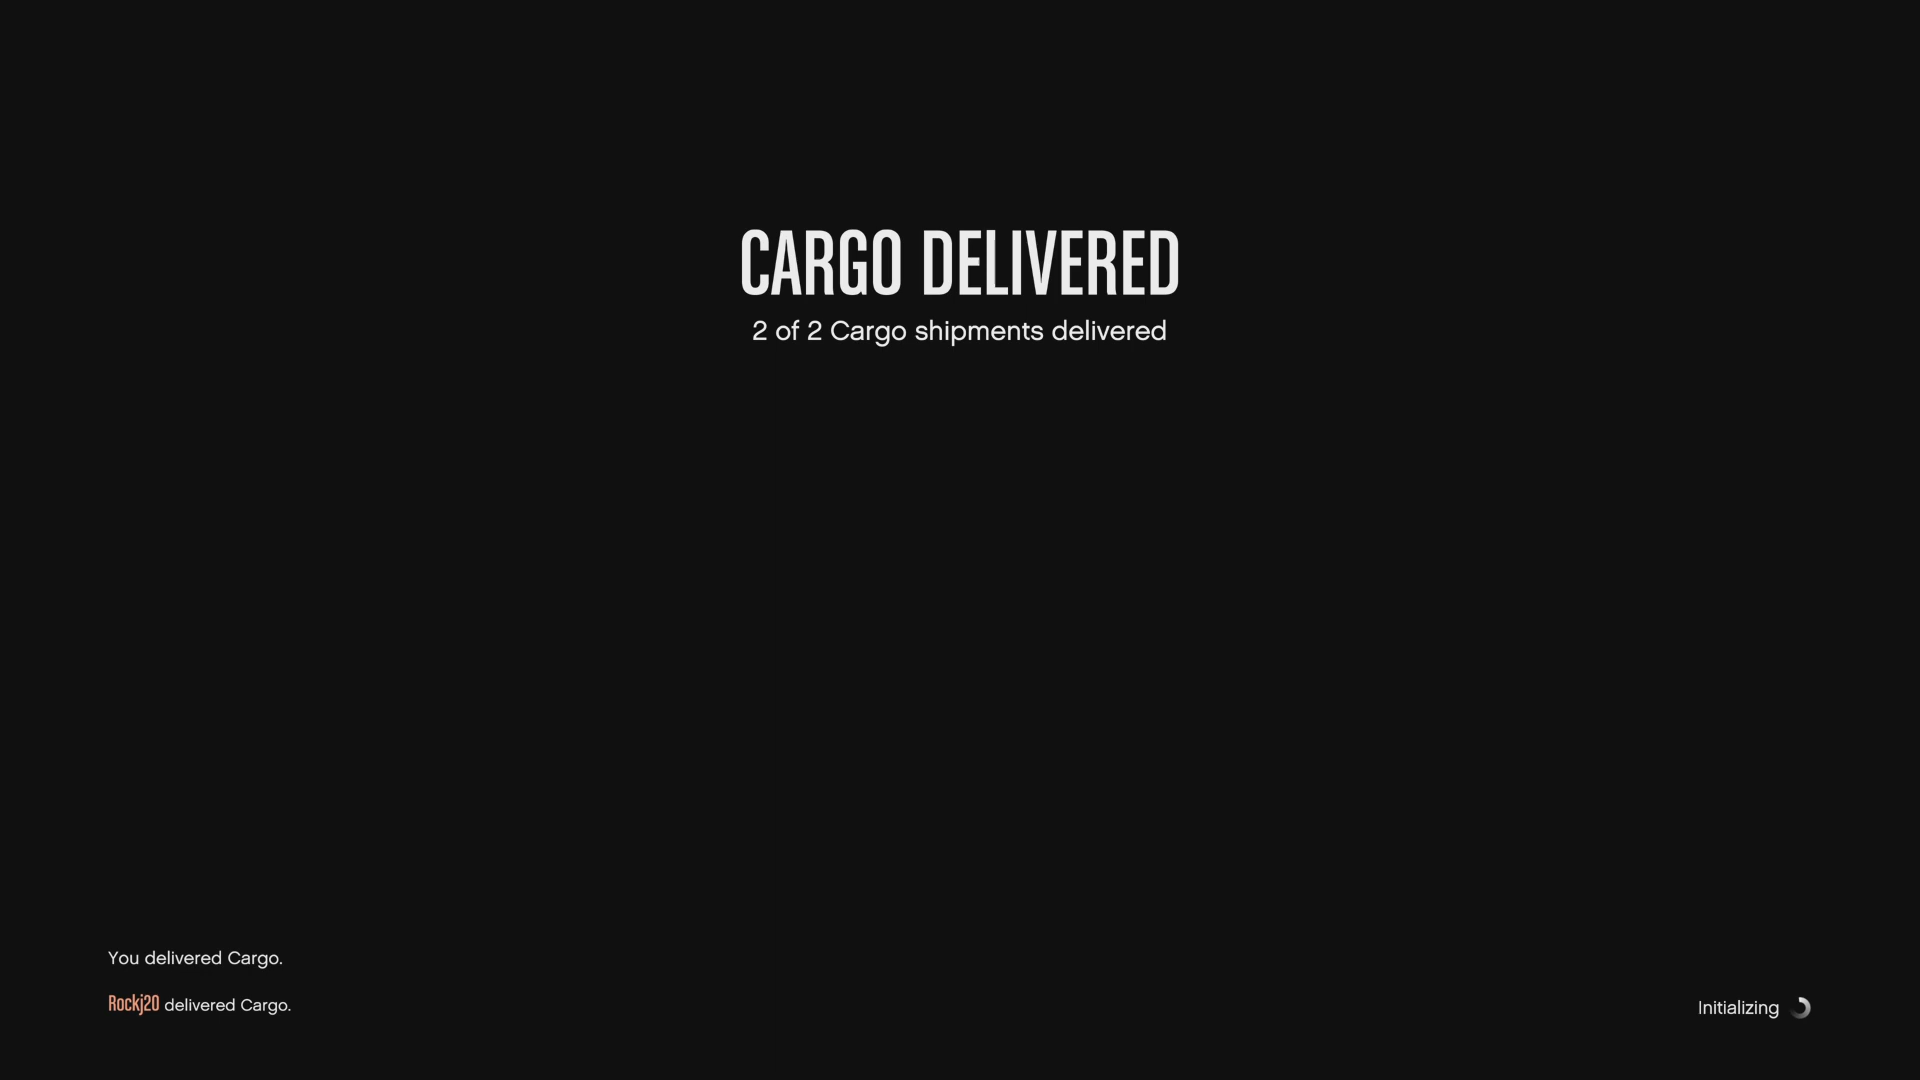 CARGO DELIVERED
2 of 2 Cargo shipments delivered
You delivered Cargo.
Rockj20 delivered Cargo.
Initializing